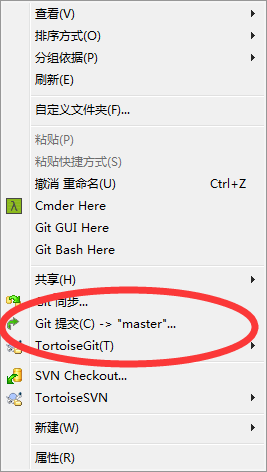 查看(V)
排序方式(O)
分组依据(P)
刷新(E)
自定义文件夹(F)...
粘贴(P)
粘贴快捷方式(S)
撤消 重命名(U) Ctrl+Z
Cmder Here
Git GUI Here
Git Bash Here
共享(H)
Git 同步...
Git 提交(C) -> "master"...
TortoiseGit(T)
SVN Checkout...
TortoiseSVN
新建(W)
属性(R)